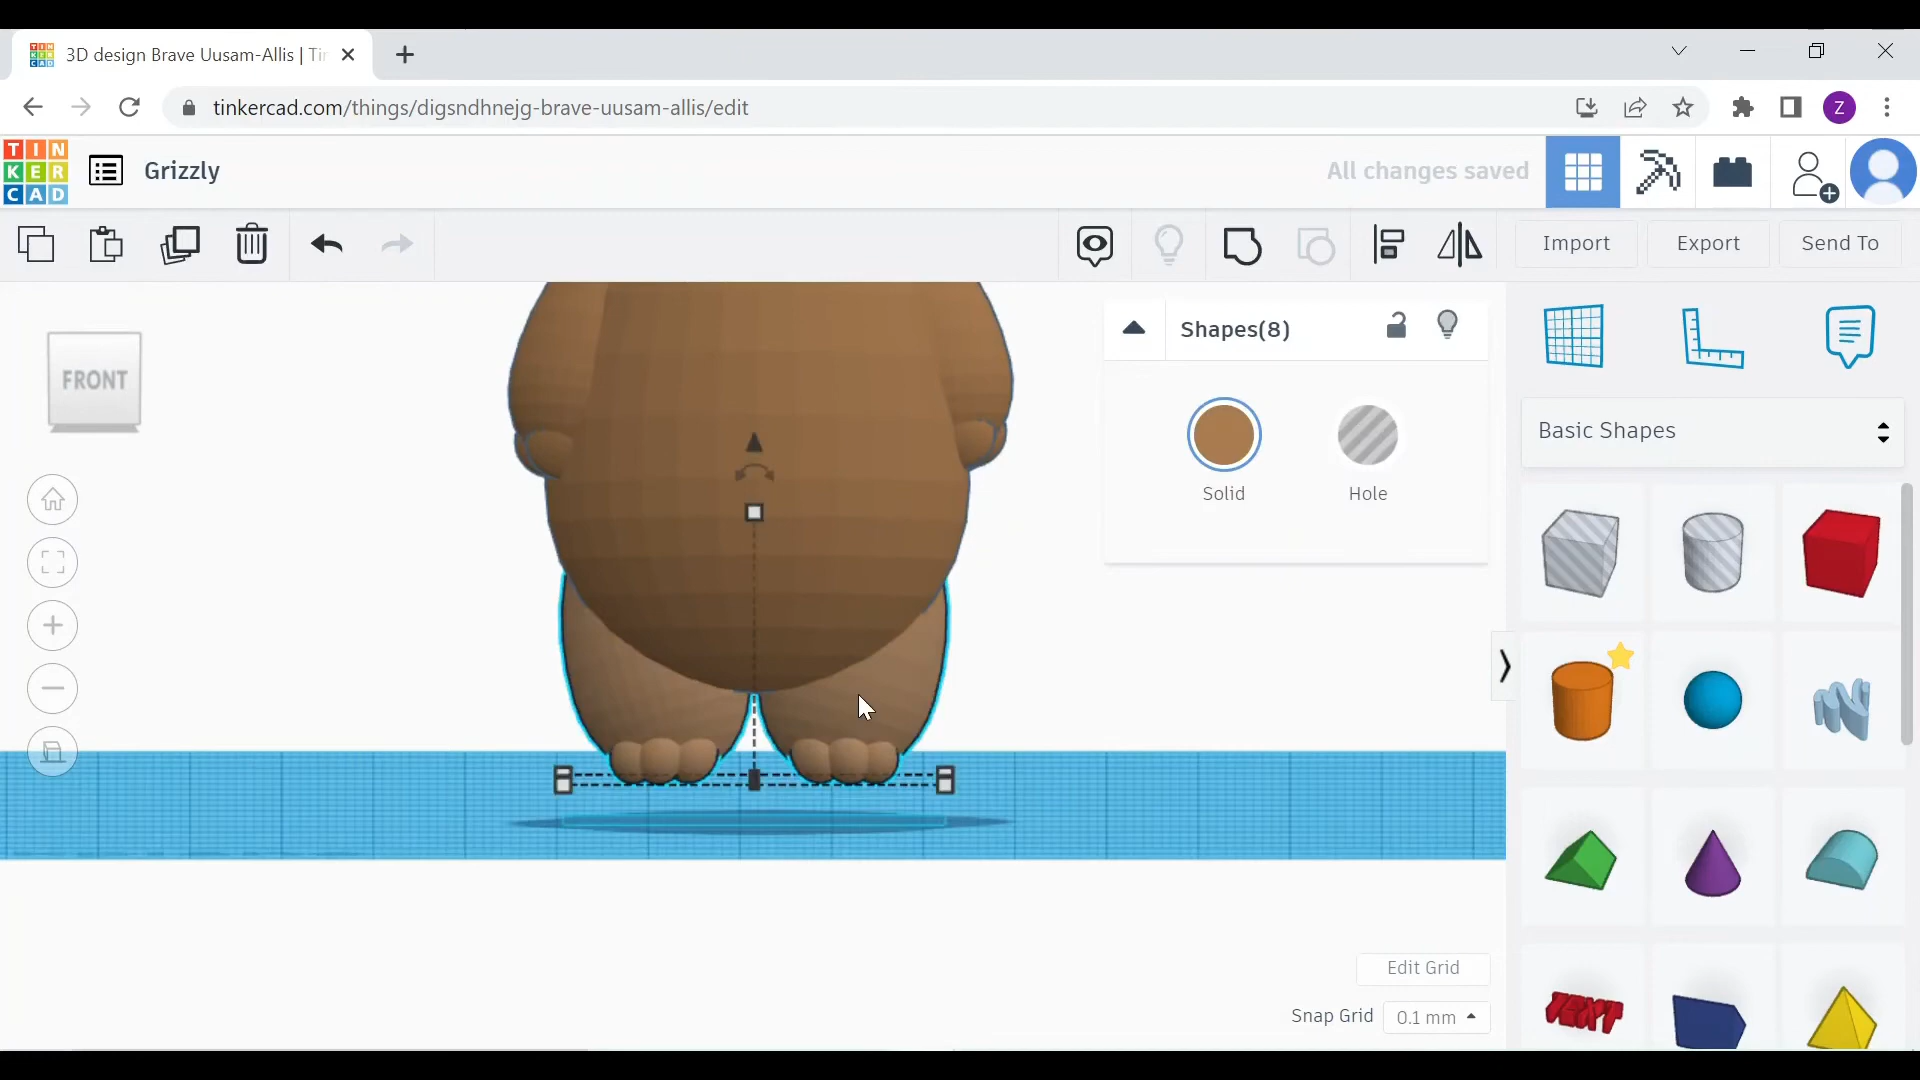 3D design Brave Uusam-Allis | Tin
tinkercad.com/things/digsndhnejg-brave-uusam-allis/edit
Z
TIN
KER
CAD
Grizzly
All changes saved
Import
Export
Send To
FRONT
Shapes(8)
Solid
Hole
Basic Shapes
TEXT
Edit Grid
Snap Grid
0.1 mm